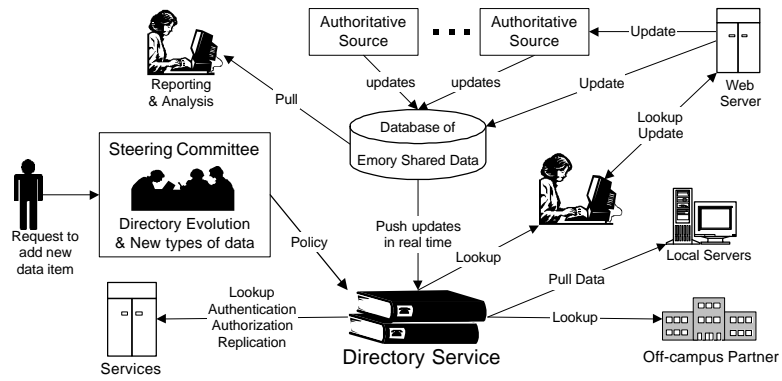 Authoritative
Source
Authoritative
Source
Update
Web
Server
updates
updates
Update
Reporting
& Analysis
Pull
Database of
Emory Shared Data
Lookup
Update
Steering Committee
Directory Evolution
& New types of data
Request to
add new
data item
Policy
Push updates
in real time
Lookup
Local Servers
Pull Data
Lookup
Authentication
Authorization
Replication
Services
Directory Service
Lookup
Off-campus Partner